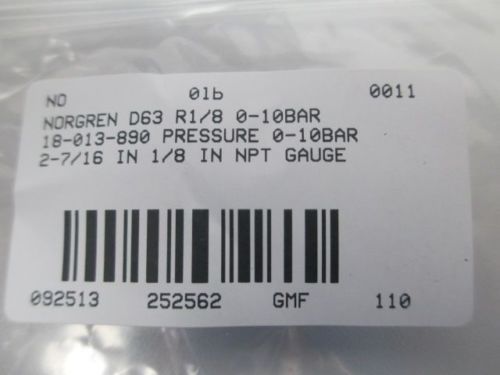 NO 0lb 0011
NORGREN D63 R1/8 0-10BAR
18-013-890 PRESSURE 0-10BAR
2-7/16 IN 1/8 IN NPT GAUGE
092513 252562 GMF 110